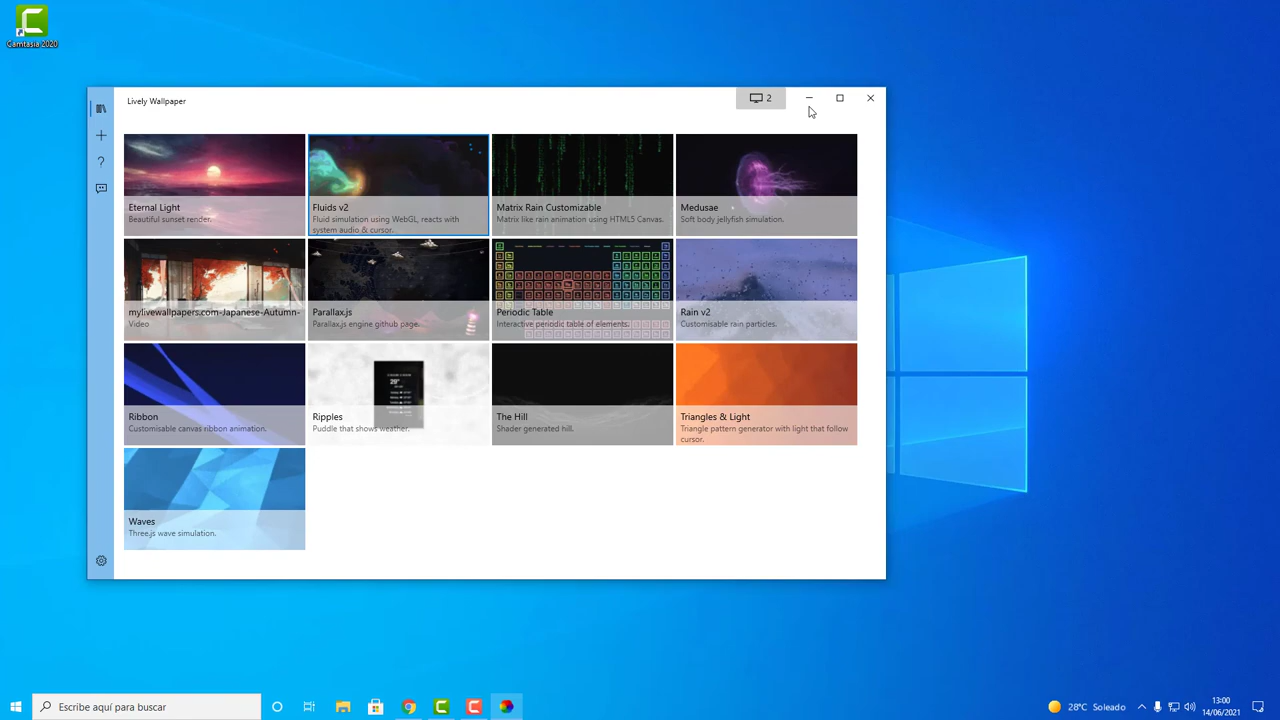 Camtasia 2020
Lively Wallpaper
2
Eternal Light
Beautiful sunset render.
Fluids v2
Fluid simulation using WebGL, reacts with
system audio & cursor.
Matrix Rain Customizable
Matrix like rain animation using HTML5 Canvas.
Medusae
Soft body jellyfish simulation.
mylivewallpapers.com-Japanese-Autumn-
Video
Parallax.js
Parallax.js engine github page.
Periodic Table
Interactive periodic table of elements.
Rain v2
Customisable rain particles.
Ribbon
Customisable canvas ribbon animation.
29°
Ripples
Puddle that shows weather.
The Hill
Shader generated hill.
Triangles & Light
Triangle pattern generator with light that follow
cursor.
Waves
Three.js wave simulation.
?
Escribe aquí para buscar
28°C Soleado
13:00
14/06/2021